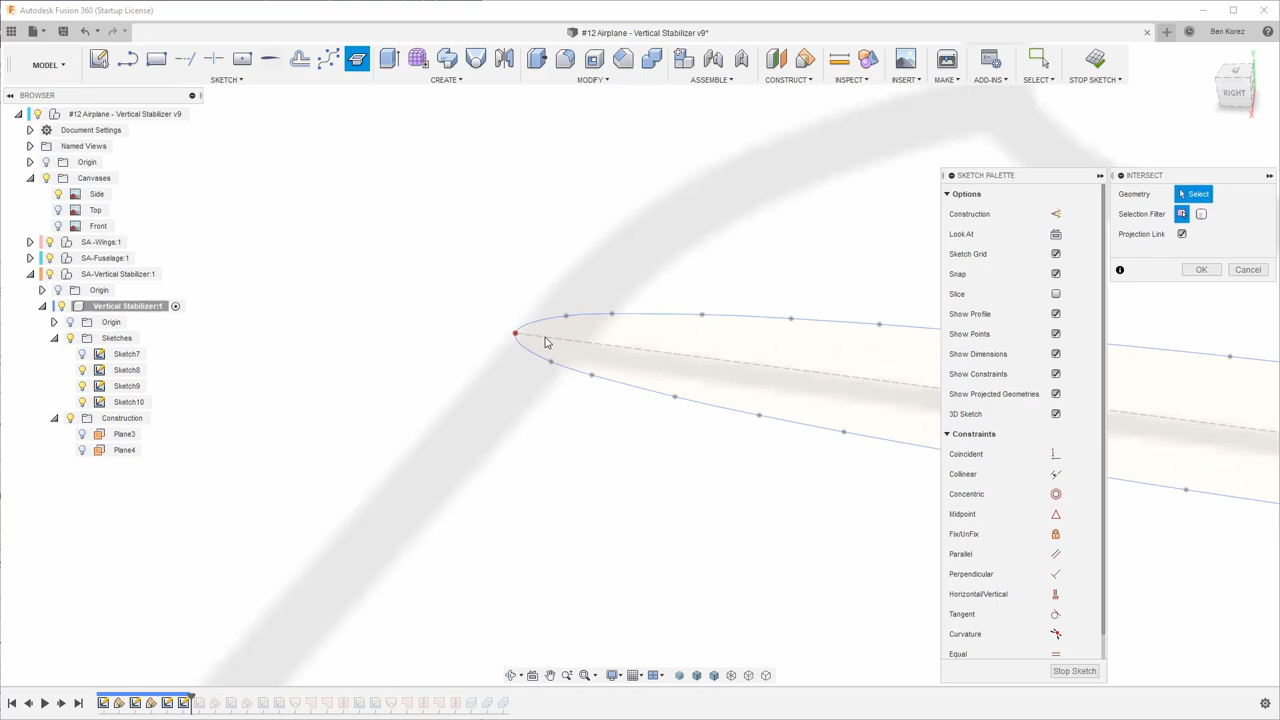 Autodesk Fusion 360 (Startup License)
#12 Airplane - Vertical Stabilizer v9*
Ben Korez
MODEL
SKETCH
CREATE
MODIFY
ASSEMBLE
CONSTRUCT
INSPECT
INSERT
MAKE
ADD-INS
SELECT
STOP SKETCH
BROWSER
#12 Airplane - Vertical Stabilizer v9
Document Settings
Named Views
Origin
Canvases
Side
Top
Front
SA -Wings:1
SA-Fuselage:1
SA-Vertical Stabilizer:1
Origin
Vertical Stabilizer:1
Origin
Sketches
Sketch7
Sketch8
Sketch9
Sketch10
Construction
Plane3
Plane4
RIGHT
SKETCH PALETTE
Options
Construction
Look At
Sketch Grid
Snap
Slice
Show Profile
Show Points
Show Dimensions
Show Constraints
Show Projected Geometries
3D Sketch
Constraints
Coincident
Collinear
Concentric
Midpoint
Fix/UnFix
Parallel
Perpendicular
Horizontal/Vertical
Tangent
Curvature
Equal
Stop Sketch
INTERSECT
Geometry
Select
Selection Filter
Projection Link
OK
Cancel